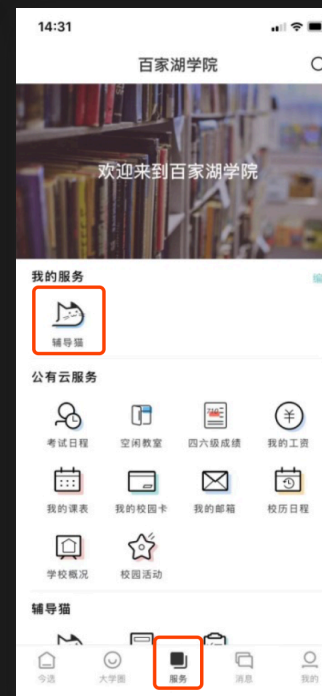 14:31
百家湖学院
欢迎来到百家湖学院
我的服务
编
辅导猫
公有云服务
考试日程 空闲教室 四六级成绩 我的工资
我的课表 我的校园卡 我的邮箱 校历日程
学校概况 校园活动
辅导猫
今选 大学圈 服务 消息 我的